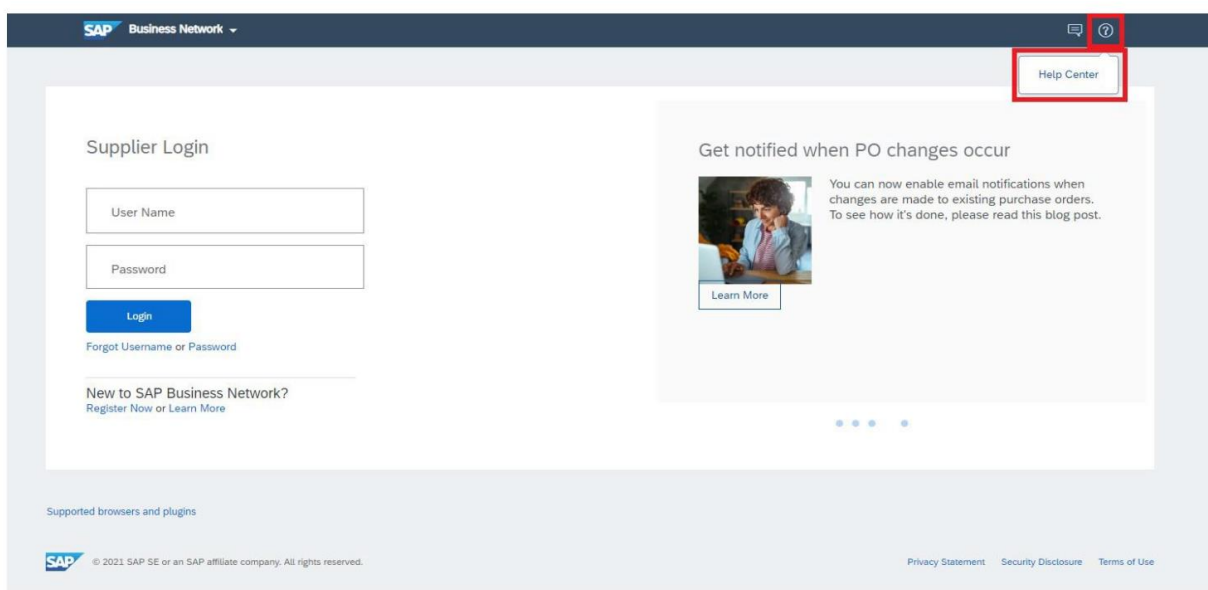 SAP Business Network
Help Center
Supplier Login
User Name
Password
Login
Forgot Username or Password
New to SAP Business Network?
Register Now or Learn More
Get notified when PO changes occur
You can now enable email notifications when
changes are made to existing purchase orders.
To see how it's done, please read this blog post.
Learn More
Supported browsers and plugins
SAP © 2021 SAP SE or an SAP affiliate company. All rights reserved.
Privacy Statement Security Disclosure Terms of Use